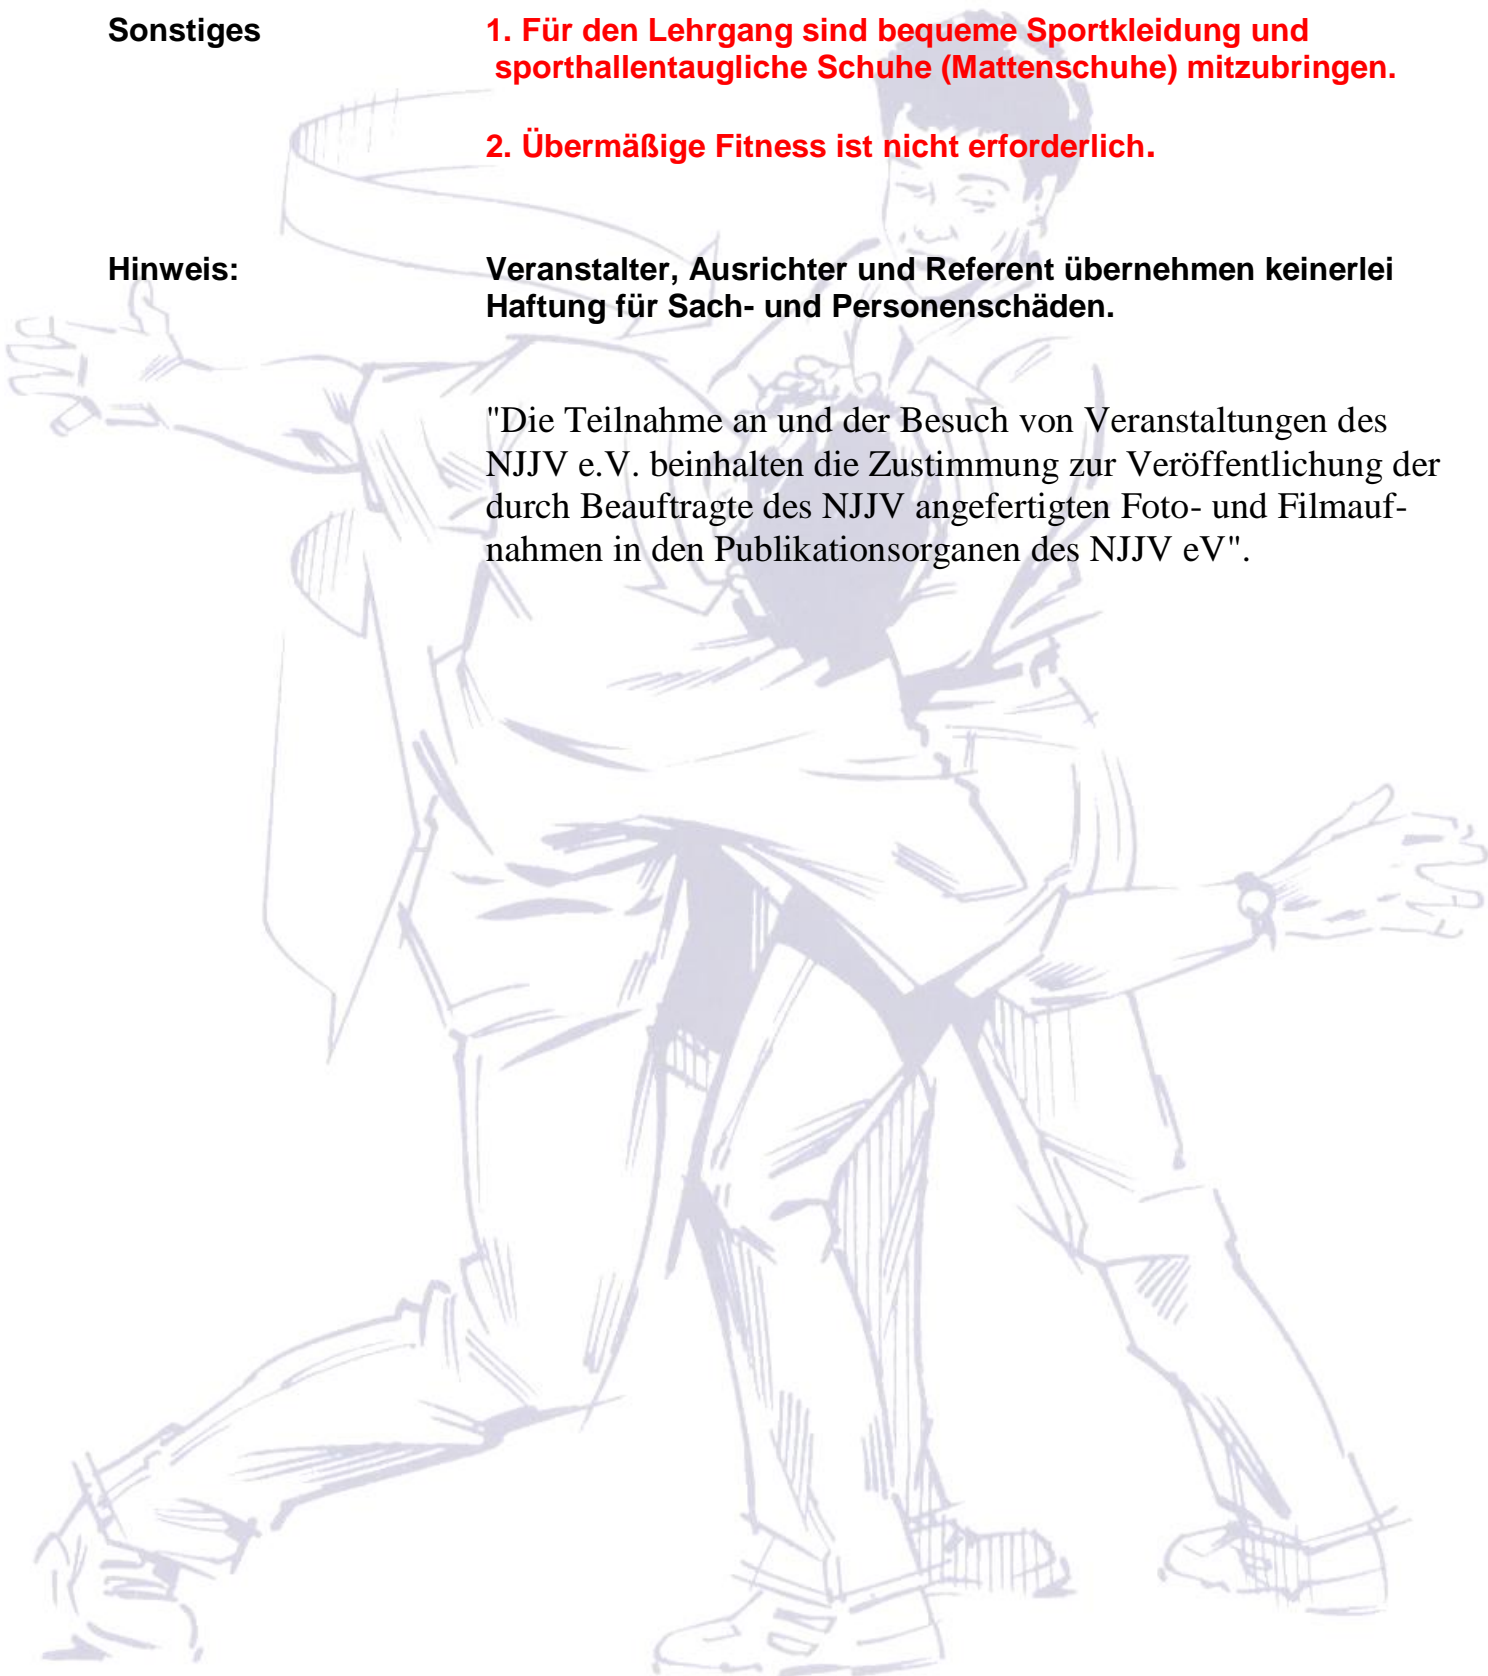 Sonstiges 1. Für den Lehrgang sind bequeme Sportkleidung und
sporthallentaugliche Schuhe (Mattenschuhe) mitzubringen.
2. Übermäßige Fitness ist nicht erforderlich.
Hinweis: Veranstalter, Ausrichter und Referent übernehmen keinerlei
Haftung für Sach- und Personenschäden.
"Die Teilnahme an und der Besuch von Veranstaltungen des
NJJV e.V. beinhalten die Zustimmung zur Veröffentlichung der
durch Beauftragte des NJJV angefertigten Foto- und Filmauf-
nahmen in den Publikationsorganen des NJJV eV".